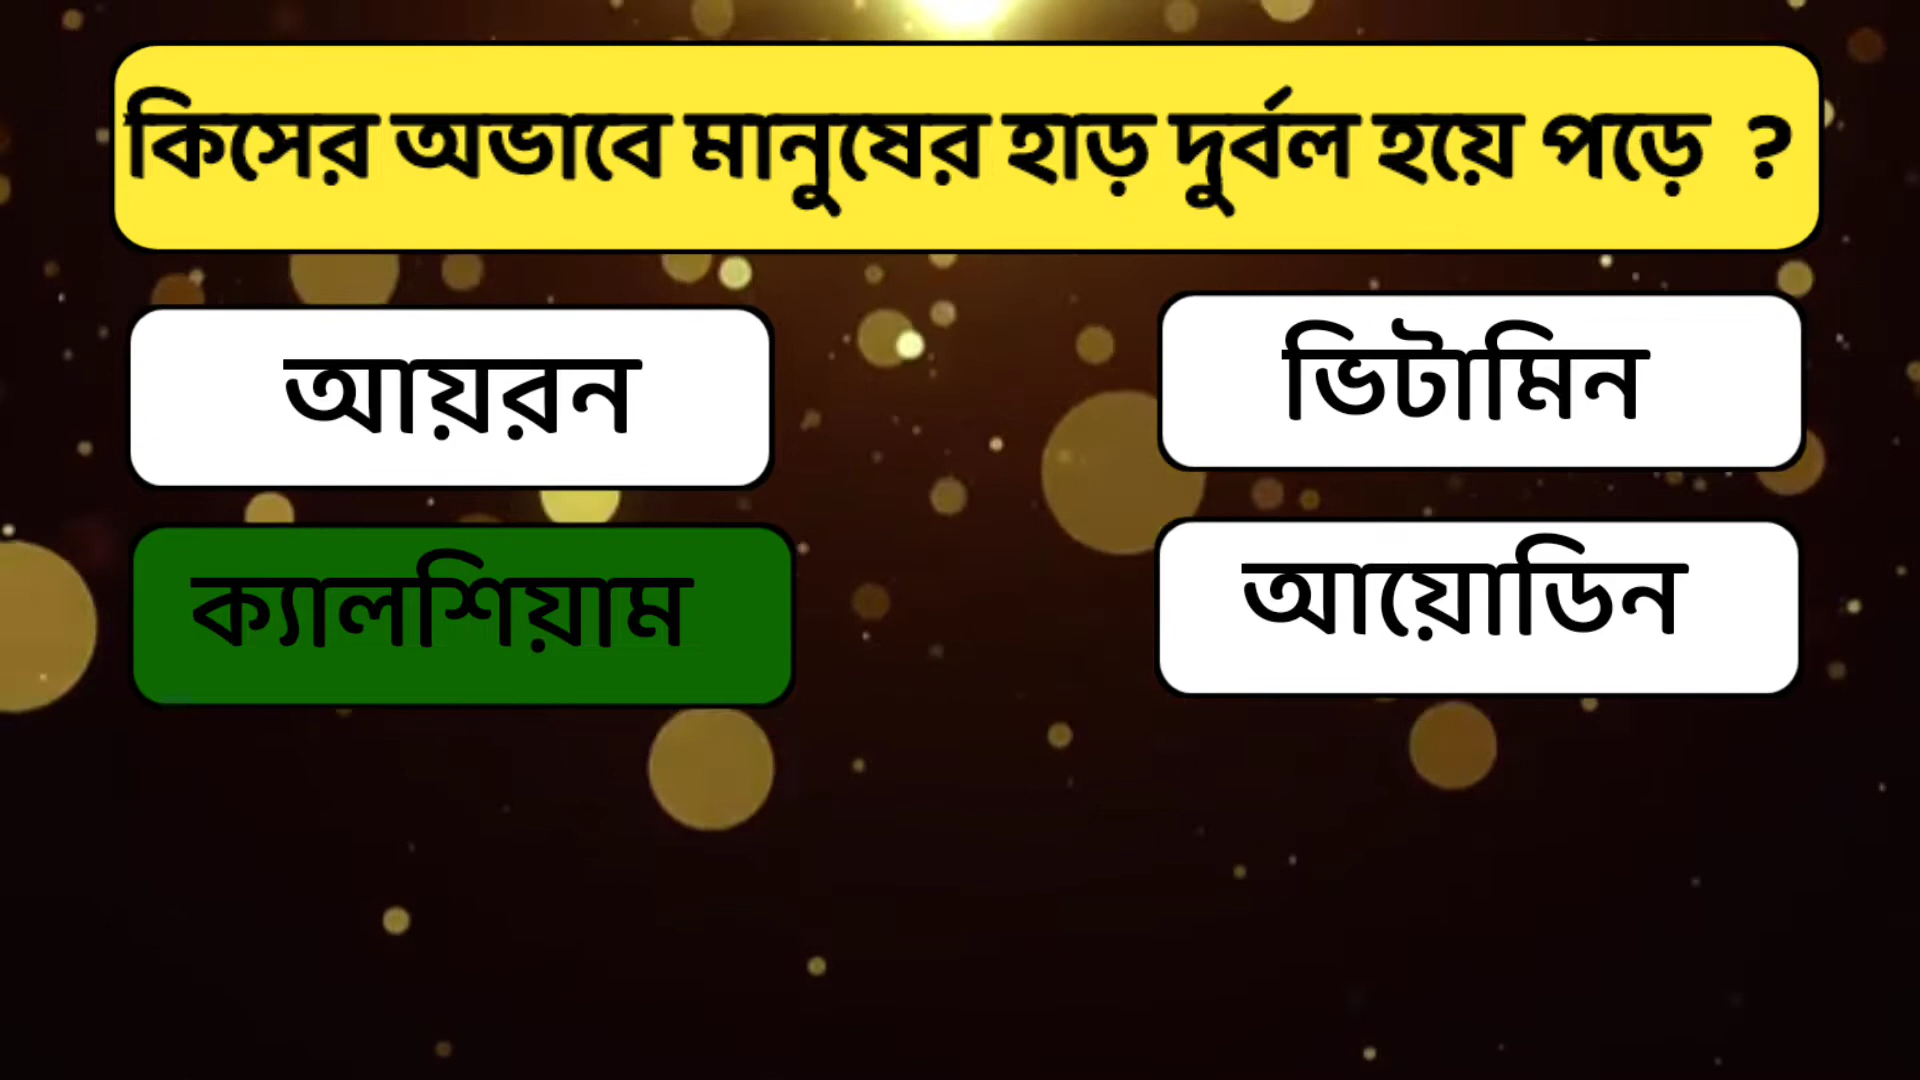 কিসের অভাবে মানুষের হাড় দুর্বল হয়ে পড়ে ?
আয়রন
ভিটামিন
ক্যালশিয়াম
আয়োডিন